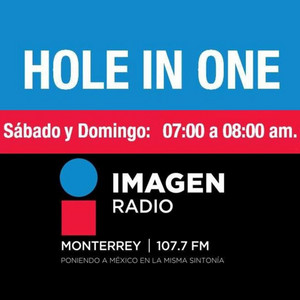 HOLE IN ONE
Sábado y Domingo: 07:00 a 08:00 am.
IMAGEN
RADIO
MONTERREY | 107.7 FM
PONIENDO A MÉXICO EN LA MISMA SINTONÍA